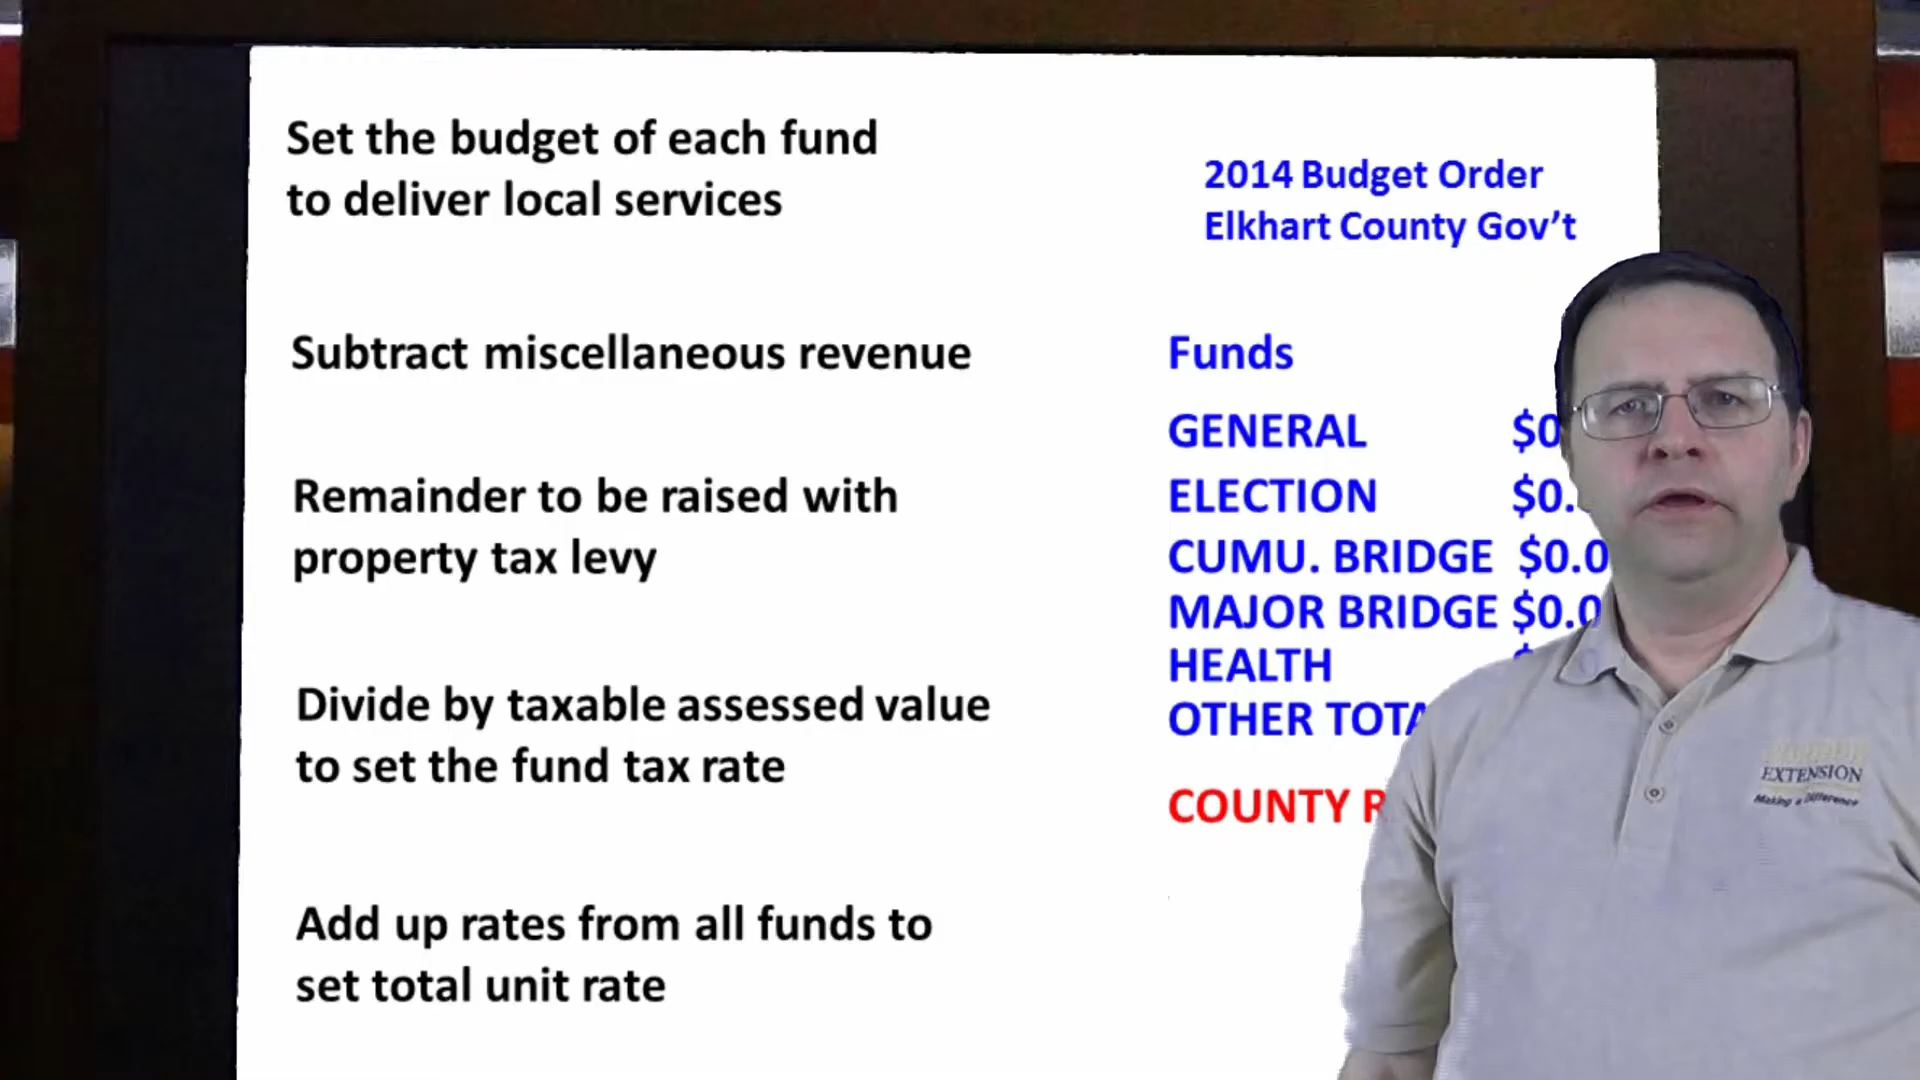 Set the budget of each fund
to deliver local services
Subtract miscellaneous revenue
Remainder to be raised with
property tax levy
Divide by taxable assessed value
to set the fund tax rate
Add up rates from all funds to
set total unit rate
2014 Budget Order
Elkhart County Gov’t
Funds
GENERAL $0
ELECTION $0.
CUMU. BRIDGE $0.0
MAJOR BRIDGE $0.0
HEALTH
OTHER
COUNTY
EXTENSION
Making a Difference